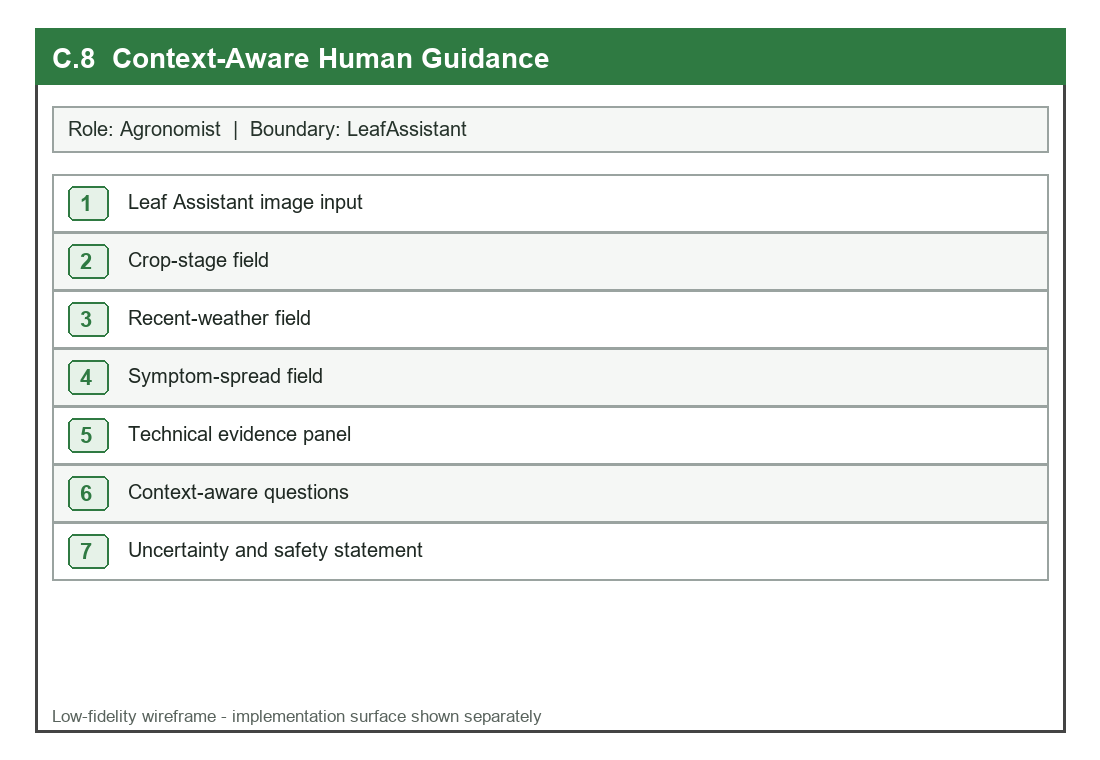 C.8 Context-Aware Human Guidance
Role: Agronomist | Boundary: LeafAssistant
1 Leaf Assistant image input
2 Crop-stage field
3 Recent-weather field
4 Symptom-spread field
5 Technical evidence panel
6 Context-aware questions
7 Uncertainty and safety statement
Low-fidelity wireframe - implementation surface shown separately